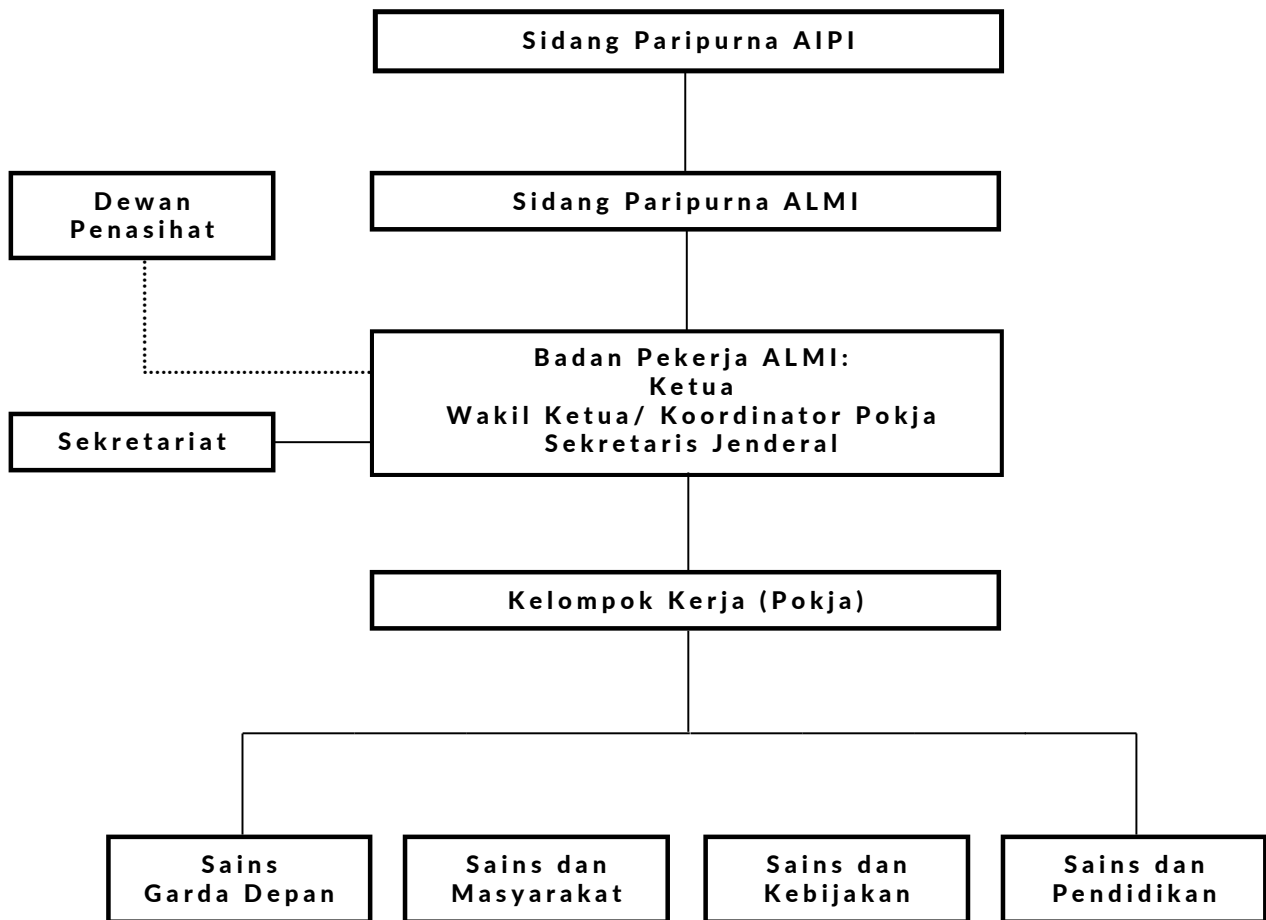 Sidang Paripurna AIPI
Dewan
Penasihat
Sidang Paripurna ALMI
Badan Pekerja ALMI:
Ketua
Wakil Ketua/ Koordinator Pokja
Sekretaris Jenderal
Sekretariat
Kelompok Kerja (Pokja)
Sains
Garda Depan
Sains dan
Masyarakat
Sains dan
Kebijakan
Sains dan
Pendidikan